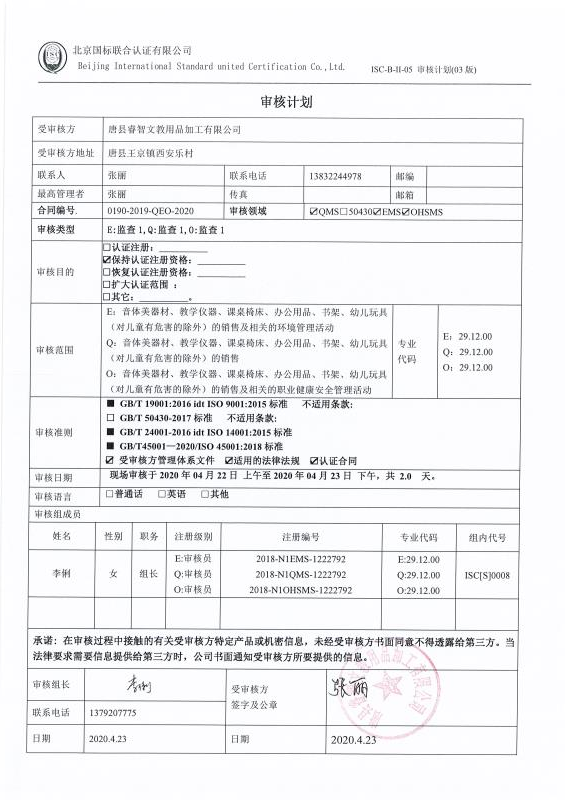 北京国标联合认证有限公司
Beijing International Standard united Certification Co.,Ltd.
ISC-B-II-05 审核计划(03 版)
审核计划
受审核方 唐县睿智文教用品加工有限公司
受审核方地址 唐县王京镇西安乐村
联系人 张丽 联系电话 13832244978 邮编
最高管理者 张丽 传真 邮箱
合同编号. 0190-2019-QEO-2020 审核领域 ☑QMS□50430☑EMS☑OHSMS
审核类型 E:监查 1,Q:监查 1,O:监查 1
审核目的
□认证注册:
☑保持认证注册资格:
□恢复认证注册资格:
□扩大认证范围 :
□其它: 。
审核范围
E：音体美器材、教学仪器、课桌椅床、办公用品、书架、幼儿玩具
（对儿童有危害的除外）的销售及相关的环境管理活动
Q：音体美器材、教学仪器、课桌椅床、办公用品、书架、幼儿玩具
（对儿童有危害的除外）的销售
O：音体美器材、教学仪器、课桌椅床、办公用品、书架、幼儿玩具
（对儿童有危害的除外）的销售及相关的职业健康安全管理活动
专业
代码
E：29.12.00
Q：29.12.00
O：29.12.00
审核准则
■ GB/T 19001:2016 idt ISO 9001:2015 标准 不适用条款:
□ GB/T 50430-2017 标准 不适用条款:
■ GB/T 24001-2016 idt ISO 14001:2015 标准
■ GB/T45001—2020/ISO 45001:2018 标准
☑ 受审核方管理体系文件 ☑适用的法律法规 ☑认证合同
审核日期 现场审核于 2020 年 04 月 22 日 上午至 2020 年 04 月 23 日 下午，共 2.0 天。
审核语言 □普通话 □英语 □其他
审核组成员
姓名 性别 职务 注册级别 注册编号 专业代码 组内代号
李俐 女 组长
E:审核员 2018-N1EMS-1222792 E:29.12.00
Q:审核员 2018-N1QMS-1222792 Q:29.12.00
O:审核员 2018-N1OHSMS-1222792 O:29.12.00
ISC[S]0008
承诺: 在审核过程中接触的有关受审核方特定产品或机密信息，未经受审核方书面同意不得透露给第三方。当
法律要求需要信息提供给第三方时，公司书面通知受审核方所要提供的信息。
审核组长 李俐
受审核方
签字及公章
张丽
联系电话 1379207775
日期 2020.4.23 日期 2020.4.23